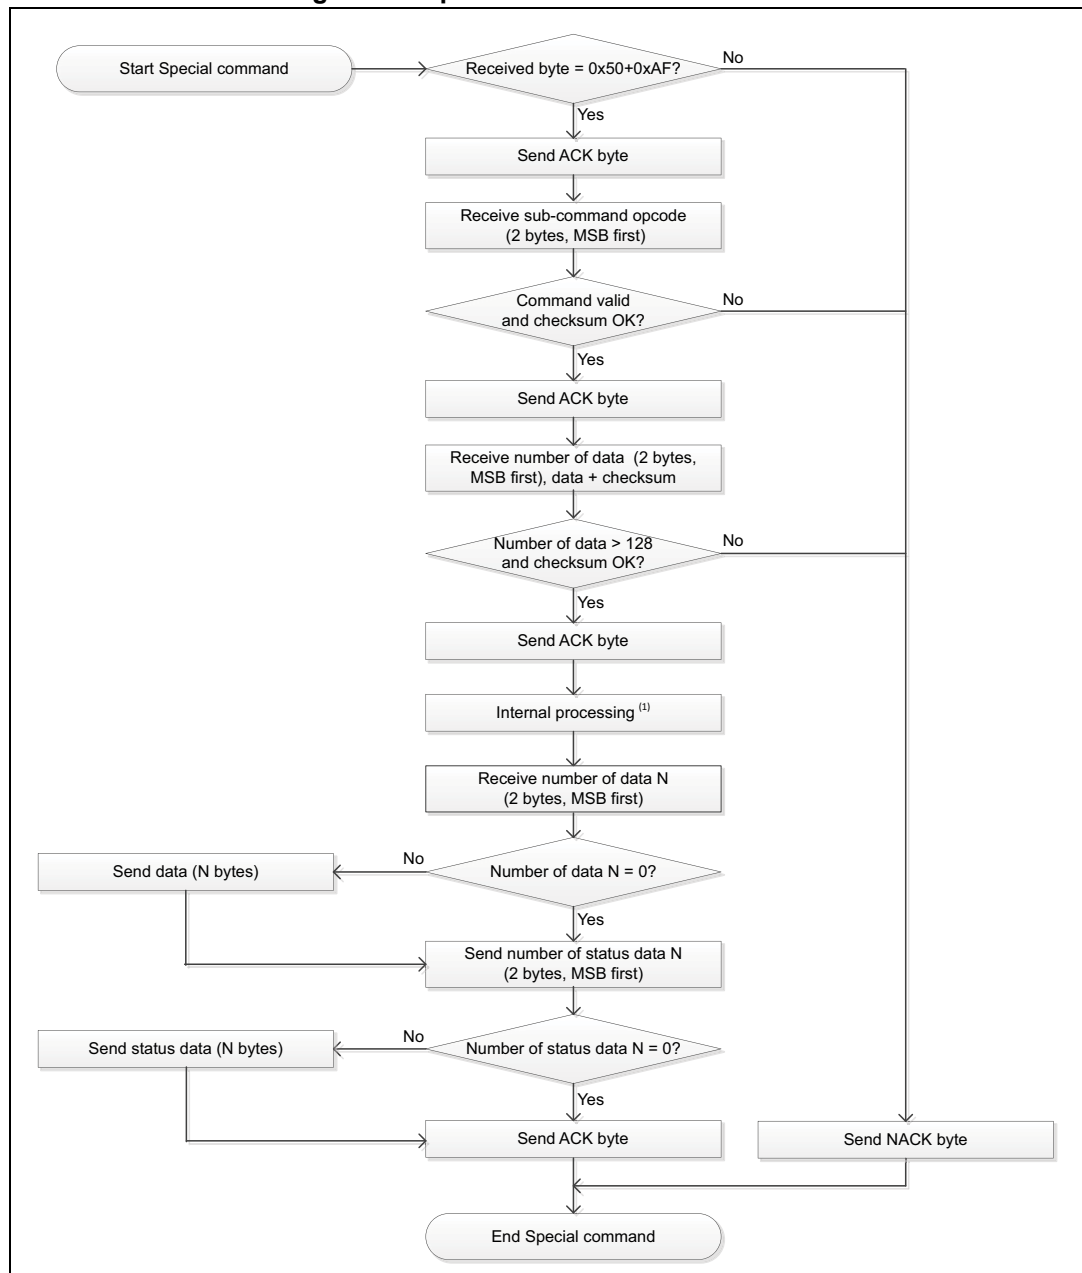 Start Special command
Received byte = 0x50+0xAF?
No
Yes
Send ACK byte
Receive sub-command opcode
(2 bytes, MSB first)
Command valid
and checksum OK?
No
Yes
Send ACK byte
Receive number of data (2 bytes,
MSB first), data + checksum
Number of data > 128
and checksum OK?
No
Yes
Send ACK byte
Internal processing (1)
Receive number of data N
(2 bytes, MSB first)
Send data (N bytes)
No
Number of data N = 0?
Yes
Send number of status data N
(2 bytes, MSB first)
Send status data (N bytes)
No
Number of status data N = 0?
Yes
Send ACK byte
Send NACK byte
End Special command